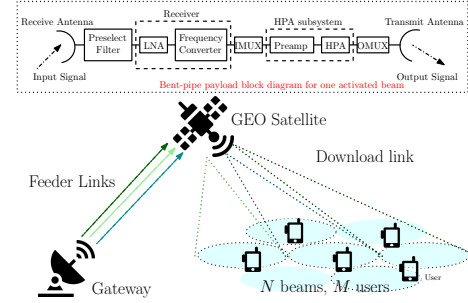 Receiver
HPA subsystem
Receive Antenna
Transmit Antenna
Preselect
Filter
LNA
Frequency
Converter
IMUX
Preamp
HPA
OMUX
Input Signal
Output Signal
Bent-pipe payload block diagram for one activated beam
GEO Satellite
Download link
Feeder Links
User
Gateway
N beams, M users